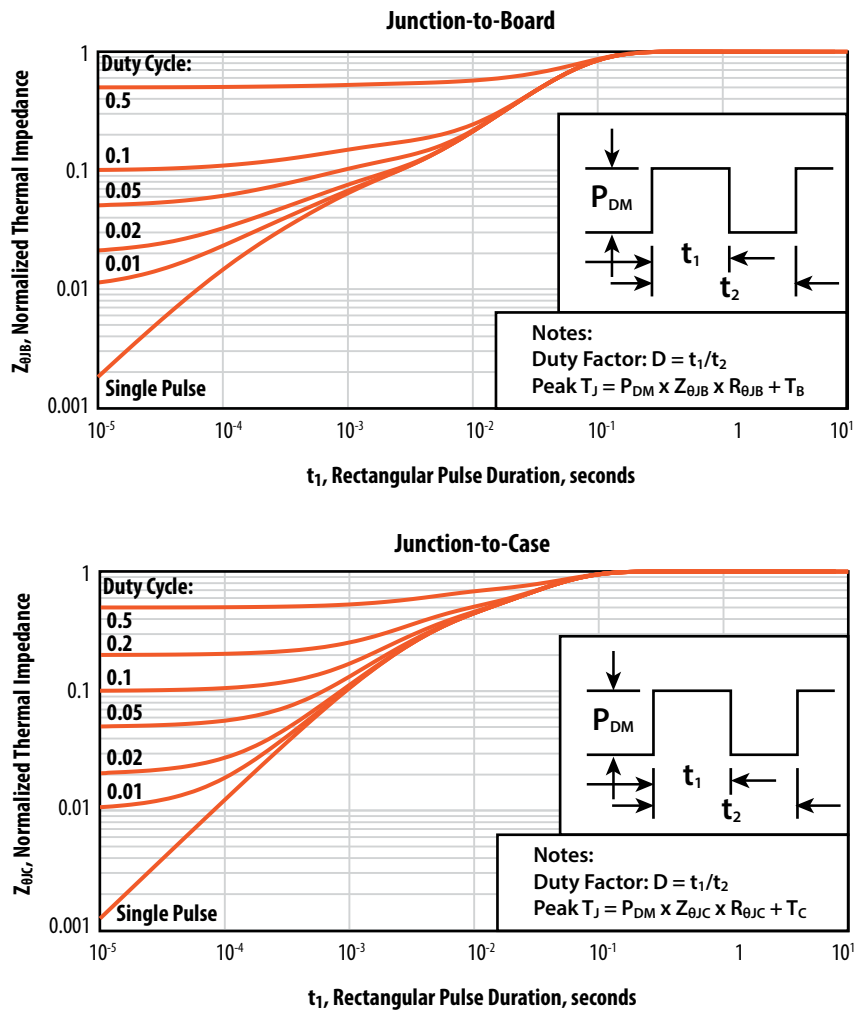 Junction-to-Board
Z_θJB, Normalized Thermal Impedance
1
0.1
0.01
0.001
Duty Cycle:
0.5
0.1
0.05
0.02
0.01
Single Pulse
P_DM
t₁
t₂
Notes:
Duty Factor: D = t₁/t₂
Peak T_J = P_DM x Z_θJB x R_θJB + T_B
10⁻⁵ 10⁻⁴ 10⁻³ 10⁻² 10⁻¹ 1 10¹
t₁, Rectangular Pulse Duration, seconds
Junction-to-Case
Z_θJC, Normalized Thermal Impedance
1
0.1
0.01
0.001
Duty Cycle:
0.5
0.2
0.1
0.05
0.02
0.01
Single Pulse
P_DM
t₁
t₂
Notes:
Duty Factor: D = t₁/t₂
Peak T_J = P_DM x Z_θJC x R_θJC + T_C
10⁻⁵ 10⁻⁴ 10⁻³ 10⁻² 10⁻¹ 1 10¹
t₁, Rectangular Pulse Duration, seconds